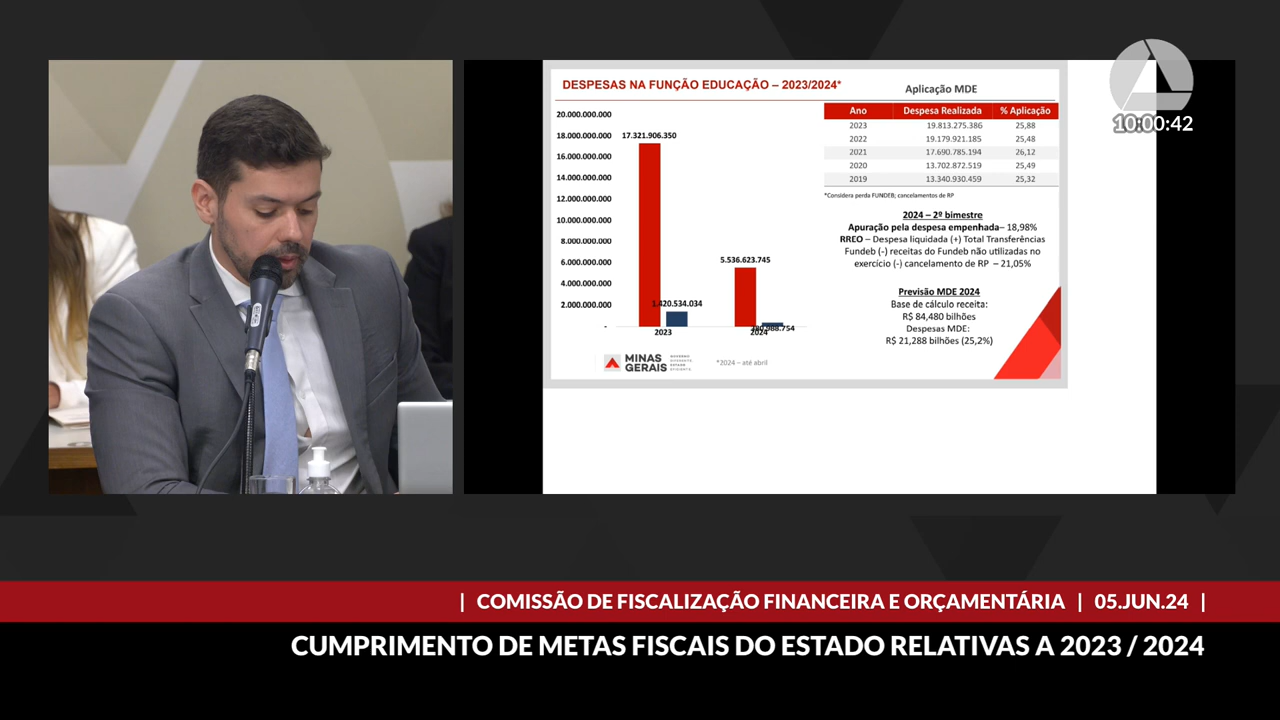 DESPESAS NA FUNÇÃO EDUCAÇÃO – 2023/2024*
20.000.000.000
18.000.000.000
16.000.000.000
14.000.000.000
12.000.000.000
10.000.000.000
8.000.000.000
6.000.000.000
4.000.000.000
2.000.000.000
-
17.321.906.350
1.420.534.034
5.536.623.745
2023
2024
MINAS GERAIS
GOVERNO DIFERENTE ESTADO EFICIENTE
*2024 – até abril
Aplicação MDE
Ano Despesa Realizada % Aplicação
2023 19.813.275.386 25,88
2022 19.179.921.185 25,48
2021 17.690.785.194 26,12
2020 13.702.872.519 25,49
2019 13.340.930.459 25,32
*Considera perda FUNDEB; cancelamentos de RP
2024 – 2º bimestre
Apuração pela despesa empenhada– 18,98%
RREO – Despesa liquidada (+) Total Transferências
Fundeb (-) receitas do Fundeb não utilizadas no
exercício (-) cancelamento de RP – 21,05%
Previsão MDE 2024
Base de cálculo receita:
R$ 84,480 bilhões
Despesas MDE:
R$ 21,288 bilhões (25,2%)
10:00:42
| COMISSÃO DE FISCALIZAÇÃO FINANCEIRA E ORÇAMENTÁRIA | 05.JUN.24 |
CUMPRIMENTO DE METAS FISCAIS DO ESTADO RELATIVAS A 2023 / 2024